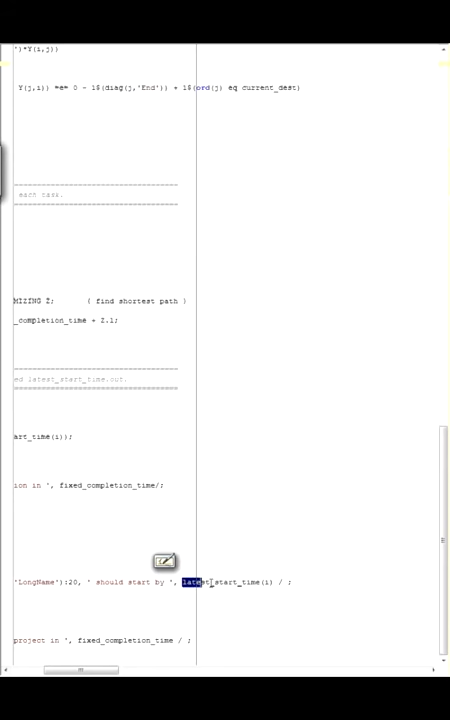 ')*Y(i,j))
Y(j,i)) =e= 0 - 1$(diag(j,'End')) + 1$(ord(j) eq current_dest)
each task.
MIZING Z; ( find shortest path )
_completion_time + Z.l;
ed latest_start_time.out.
art_time(i));
ion in ', fixed_completion_time/;
'LongName'):20, ' should start by ', latest_start_time(i) / ;
project in ', fixed_completion_time / ;